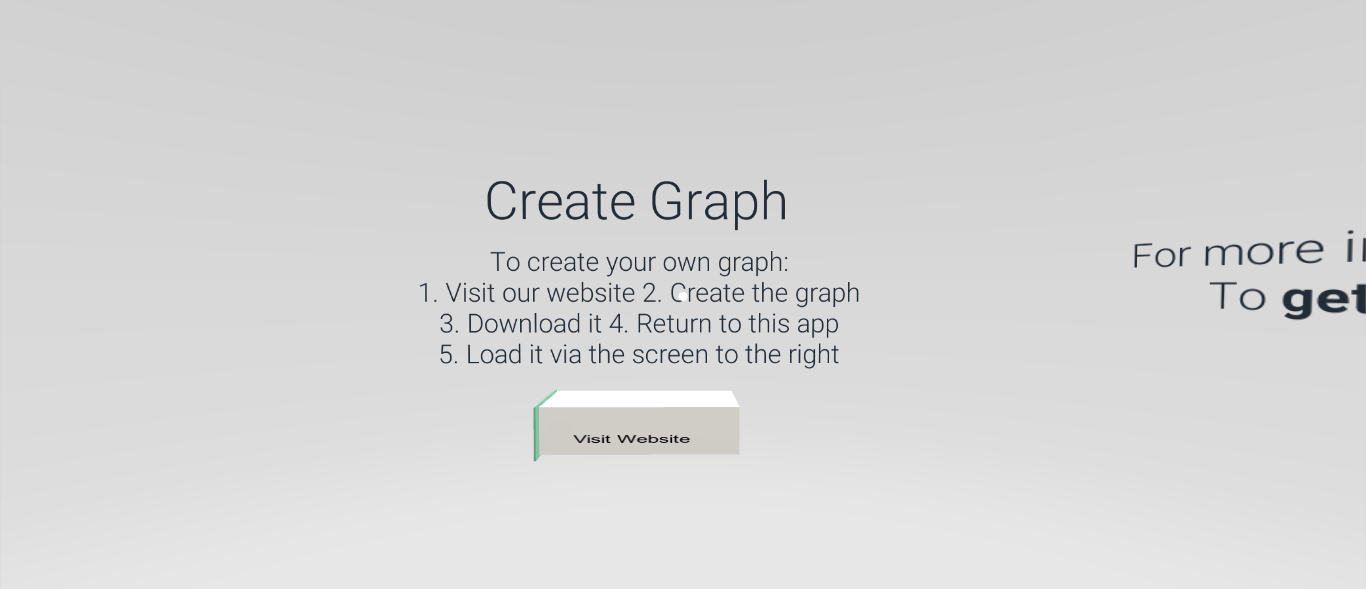 Create Graph
To create your own graph:
1. Visit our website 2. Create the graph
3. Download it 4. Return to this app
5. Load it via the screen to the right
Visit Website
For more
To get